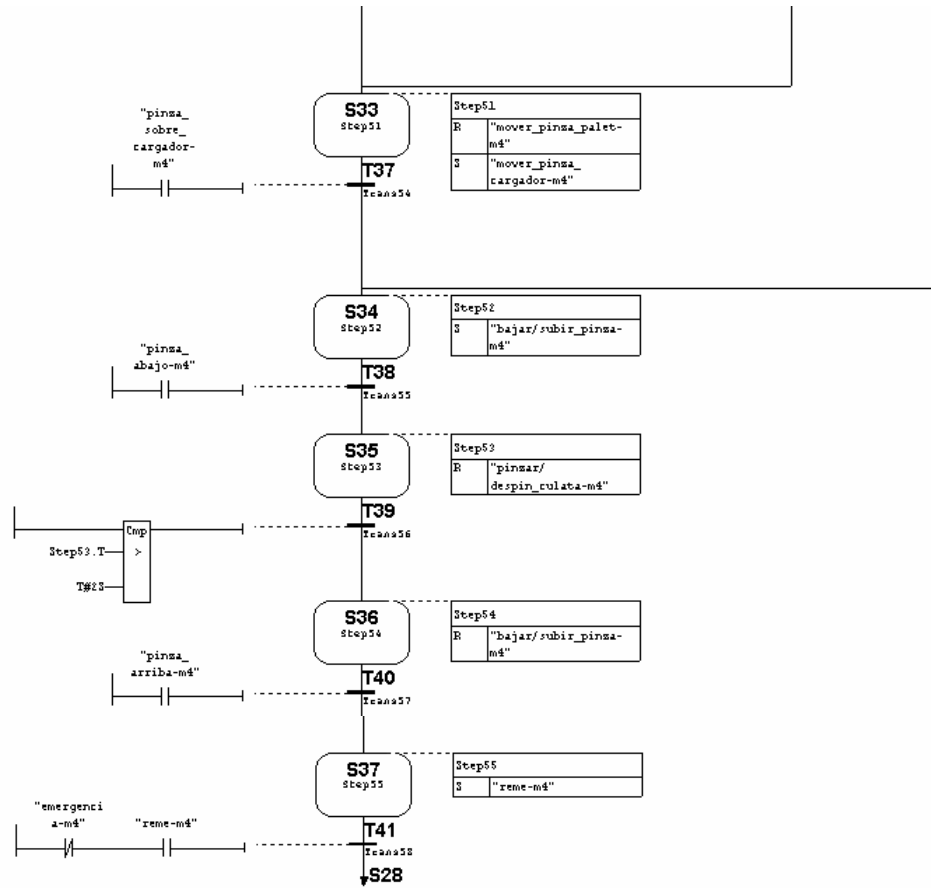 "pinza_
sobre_
cargador-
m4"
S33
Step51
Step51
R "mover_pinza_palet-
m4"
S "mover_pinza_
cargador-m4"
T37
Trans54
S34
Step52
Step52
S "bajar/subir_pinza-
m4"
"pinza_
abajo-m4"
T38
Trans55
S35
Step53
Step53
R "pinzar/
despin_culata-m4"
T39
Trans56
Cmp
Step53.T
>
T#2S
S36
Step54
Step54
R "bajar/subir_pinza-
m4"
"pinza_
arriba-m4"
T40
Trans57
S37
Step55
Step55
S "reme-m4"
"emergenci
a-m4"
"reme-m4"
T41
Trans58
S28